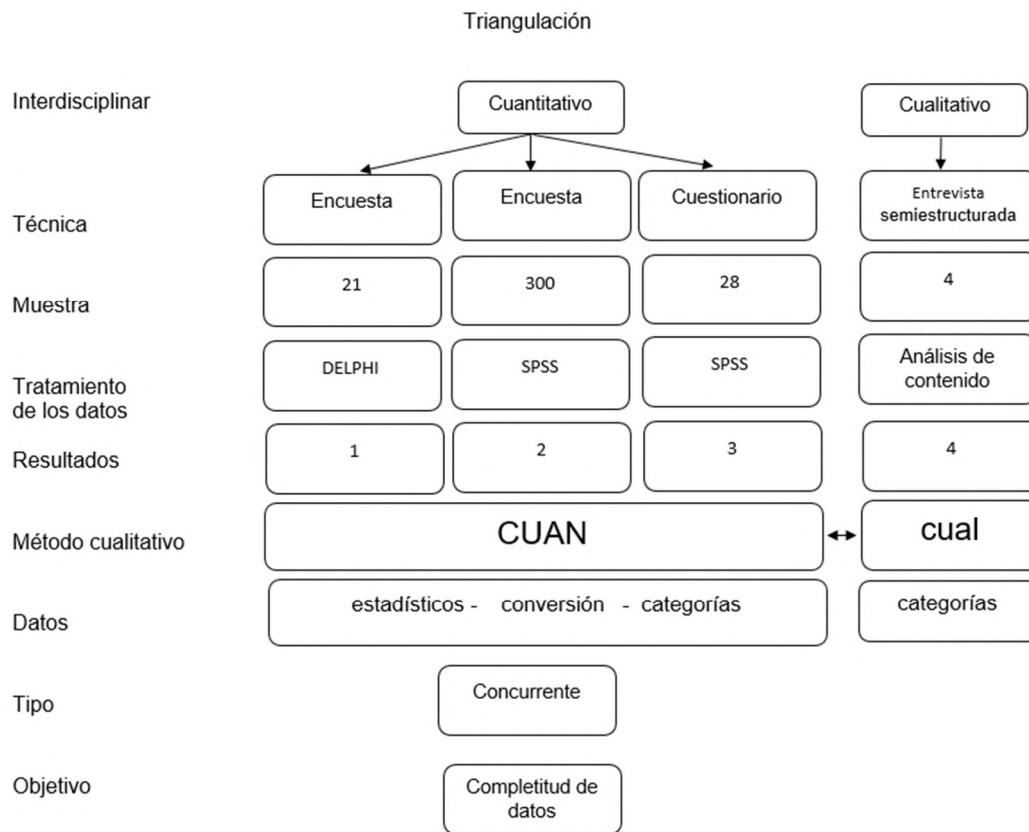 Triangulación
Interdisciplinar
Cuantitativo
Cualitativo
Técnica
Encuesta
Encuesta
Cuestionario
Entrevista
semiestructurada
Muestra
21
300
28
4
Tratamiento
de los datos
DELPHI
SPSS
SPSS
Análisis de
contenido
Resultados
1
2
3
4
Método cualitativo
CUAN
cual
Datos
estadísticos - conversión - categorías
categorías
Tipo
Concurrente
Objetivo
Completitud de
datos